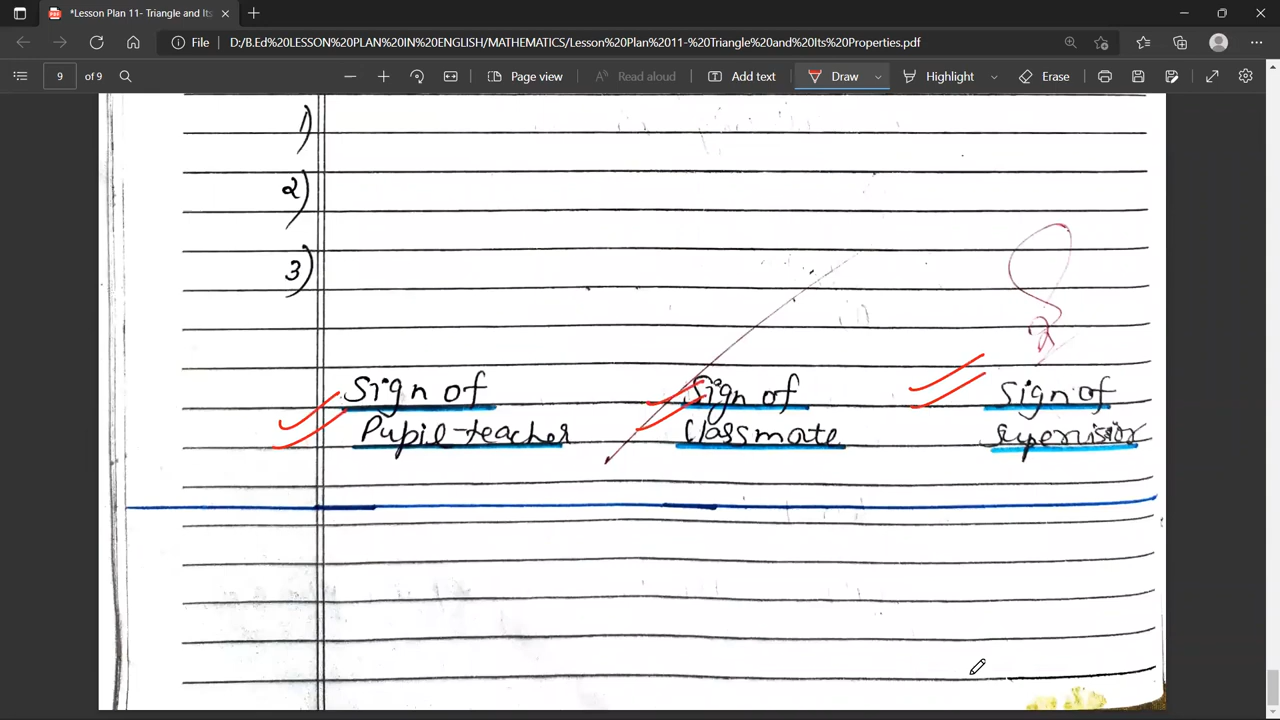 *Lesson Plan 11- Triangle and Its
File D:/B.Ed%20LESSON%20PLAN%20IN%20ENGLISH/MATHEMATICS/Lesson%20Plan%2011-%20Triangle%20and%20Its%20Properties.pdf
9 of 9 Page view Read aloud Add text Draw Highlight Erase
1)
2)
3)
Sign of Sign of Sign of
Pupil-teacher Classmate Supervisior